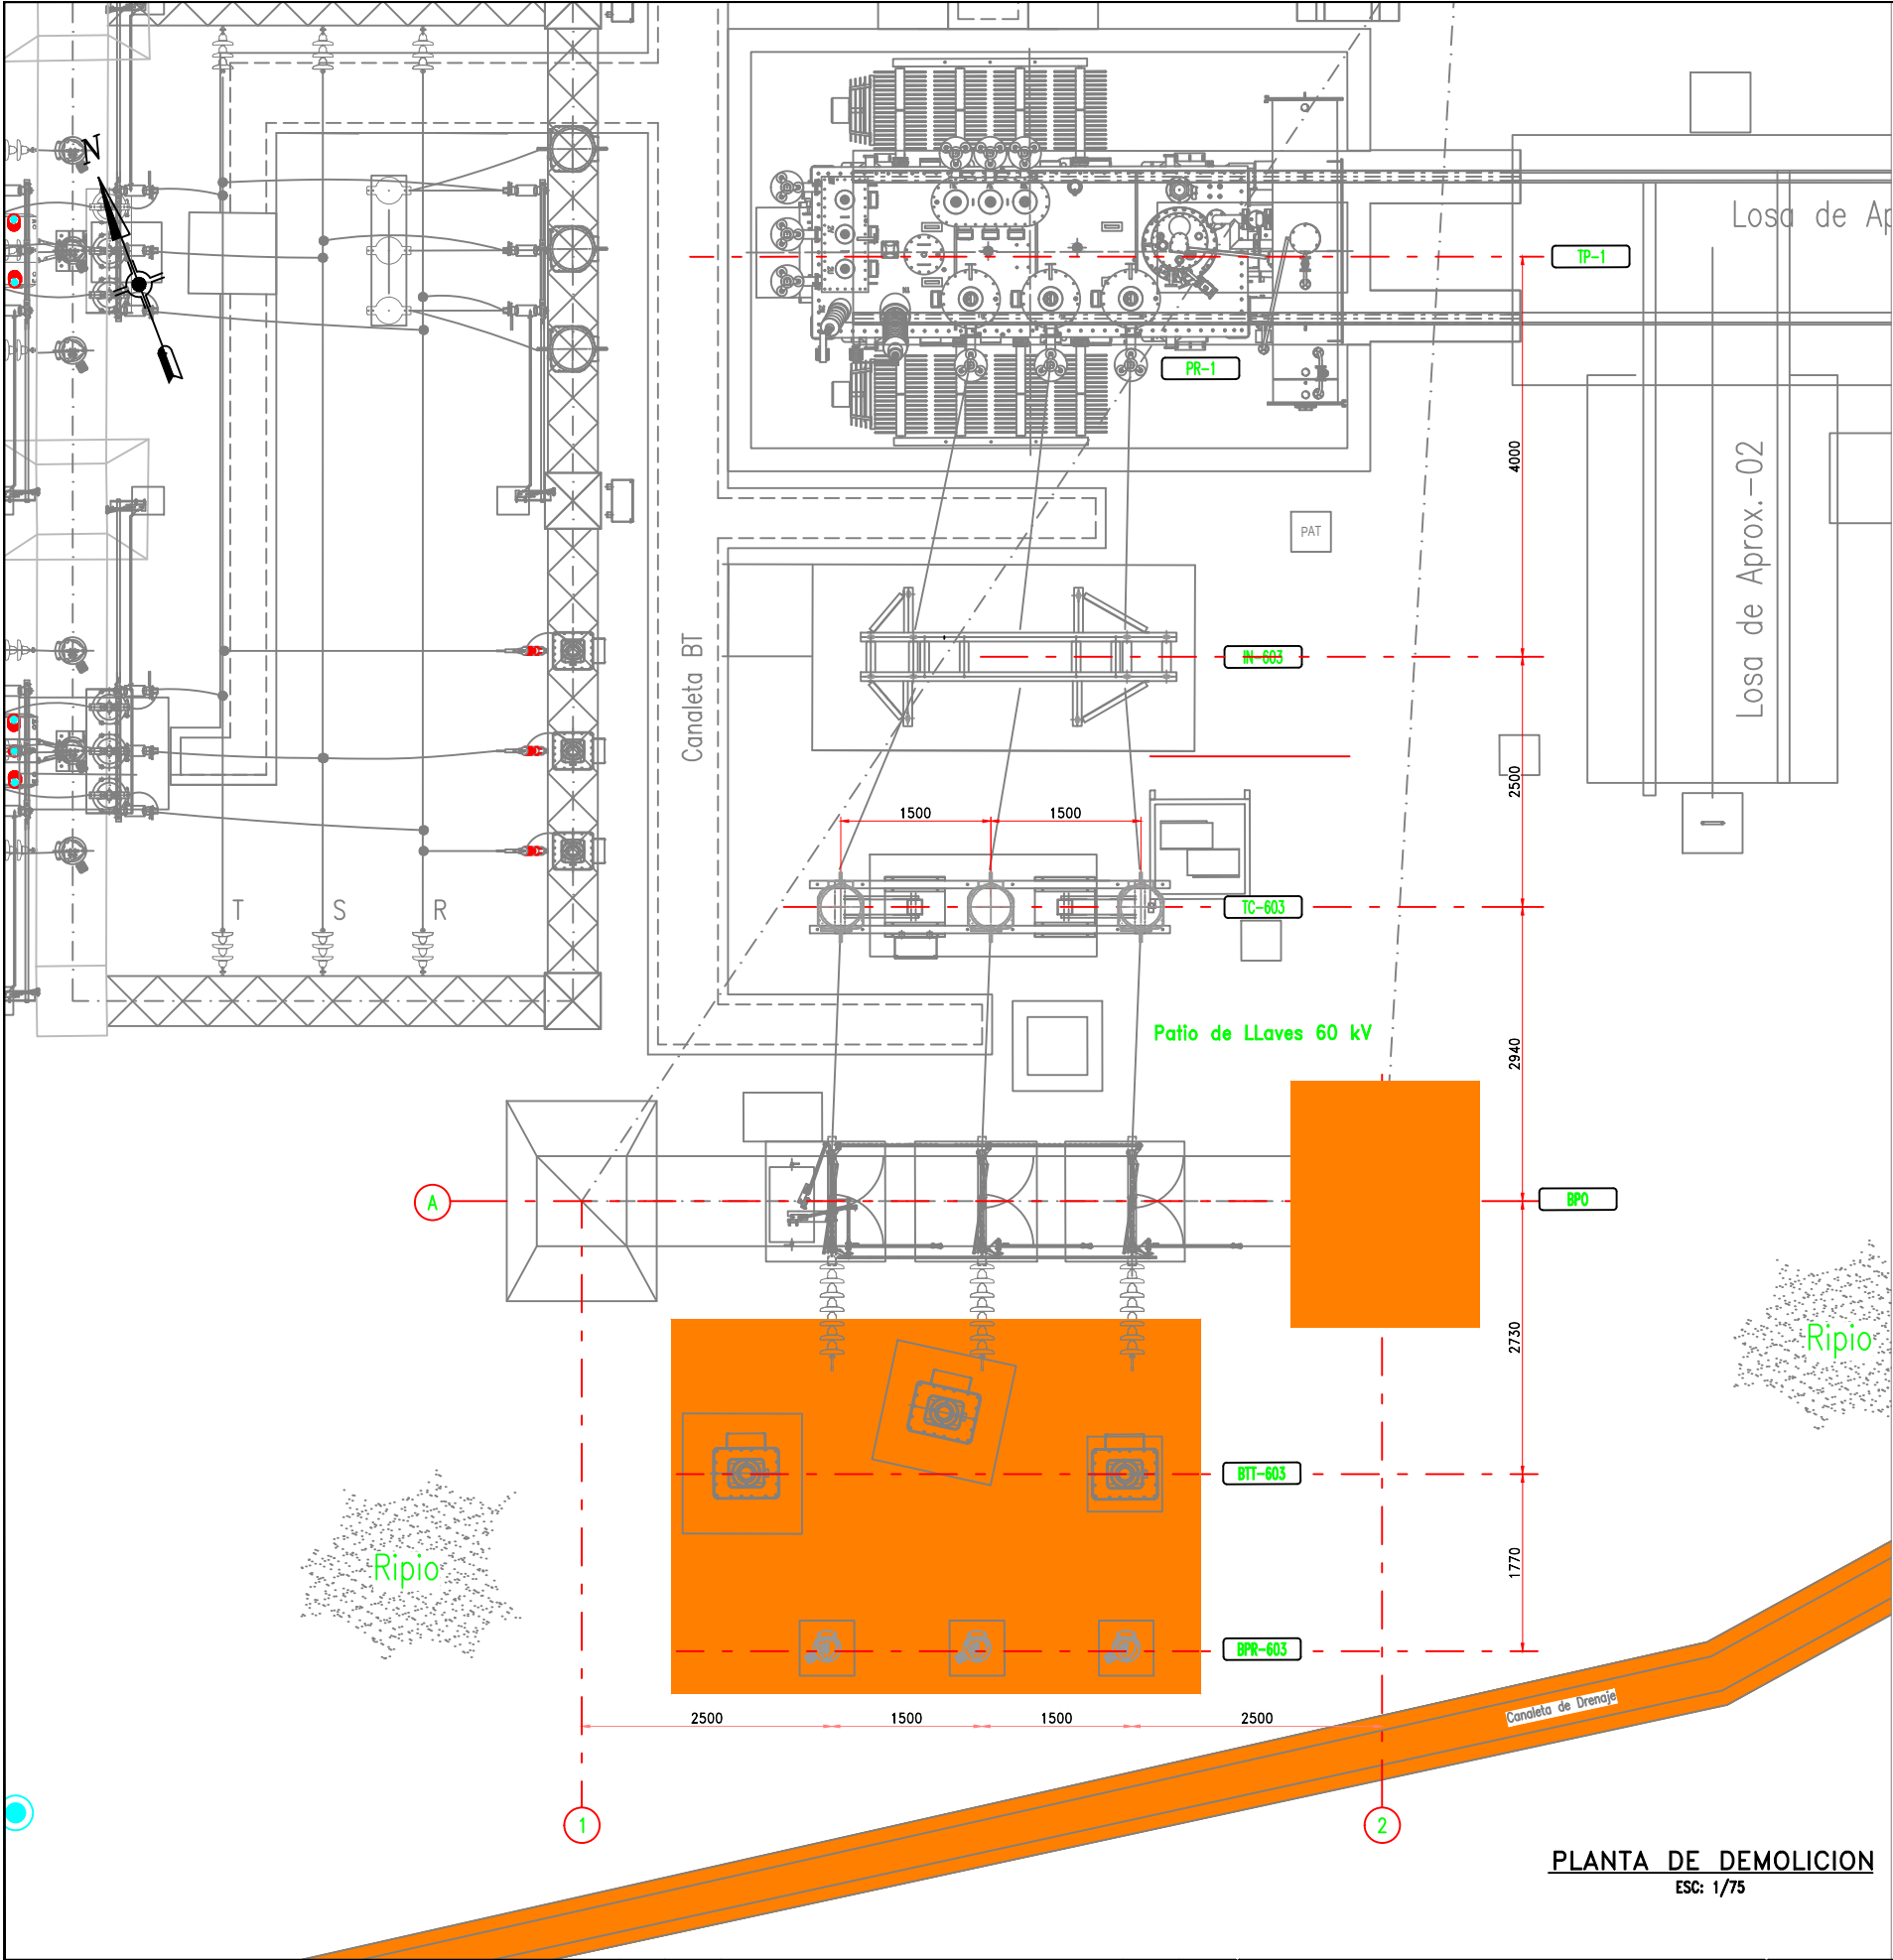 N
Losa de Ap
TP-1
PR-1
4000
PAT
Losa de Aprox.-02
Canaleta BT
IN-603
2500
1500
1500
T
S
R
TC-603
Patio de LLaves 60 kV
2940
A
BPO
2730
Ripio
BTT-603
Ripio
1770
BPR-603
Canaleta de Drenaje
2500
1500
1500
2500
1
2
PLANTA DE DEMOLICION
ESC: 1/75